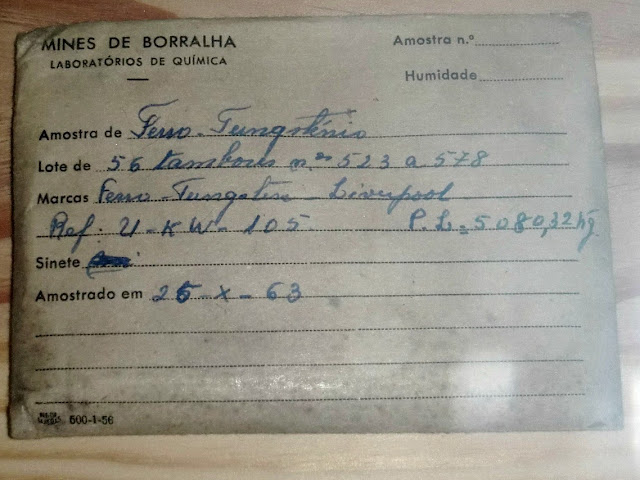 MINES DE BORRALHA
LABORATÓRIOS DE QUÍMICA
Amostra n.º
Humidade
Amostra de Ferro-Tungsténio
Lote de 56 tambores n.os 523 a 578
Marcas Ferro-Tungsten-Liverpool
Ref. U-KW-105 P.L=5080,32 kg
Sinete
Amostrado em 25-X-63
500-1-56